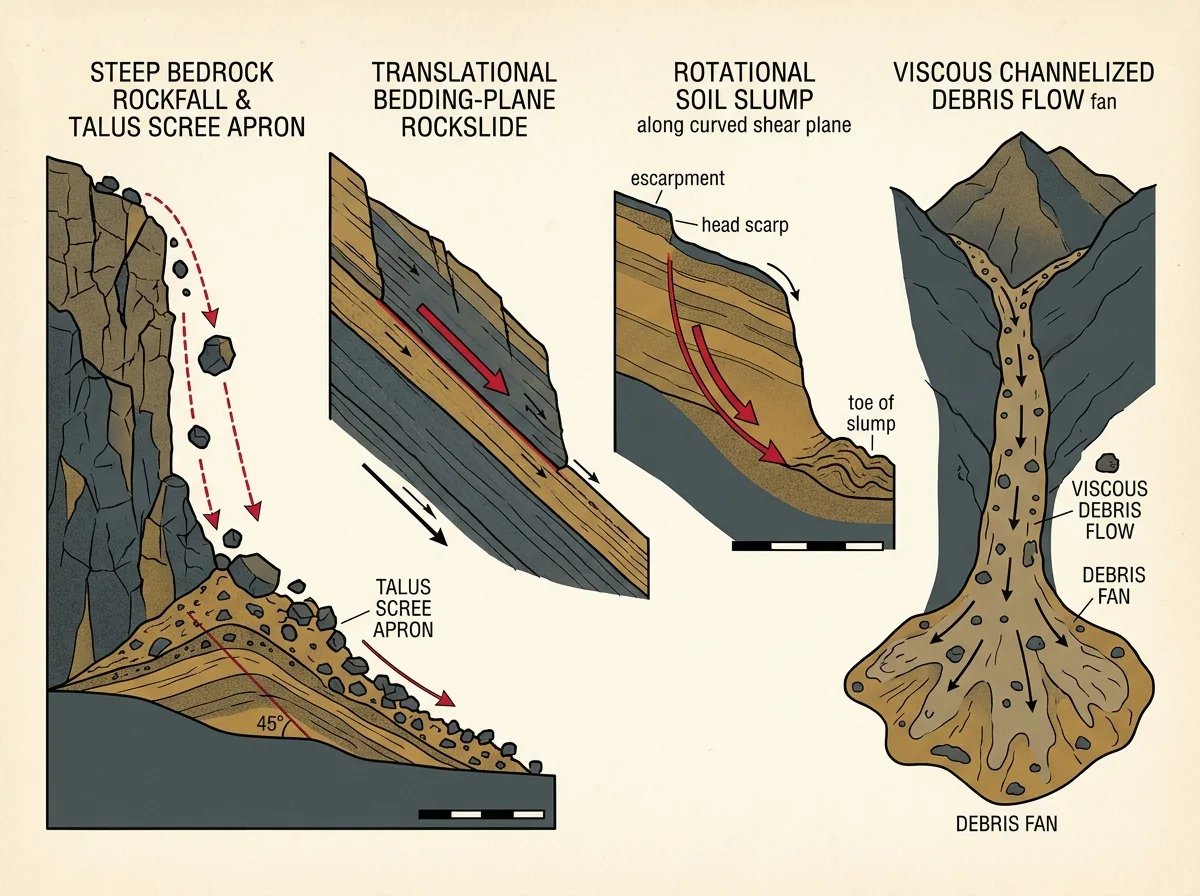 STEEP BEDROCK
ROCKFALL &
TALUS SCREE APRON
TRANSLATIONAL
BEDDING-PLANE
ROCKSLIDE
ROTATIONAL
SOIL SLUMP
along curved shear plane
VISCOUS CHANNELIZED
DEBRIS FLOW fan
escarpment
head scarp
toe of
slump
VISCOUS
DEBRIS
FLOW
DEBRIS
FAN
TALUS
SCREE
APRON
45°
DEBRIS FAN